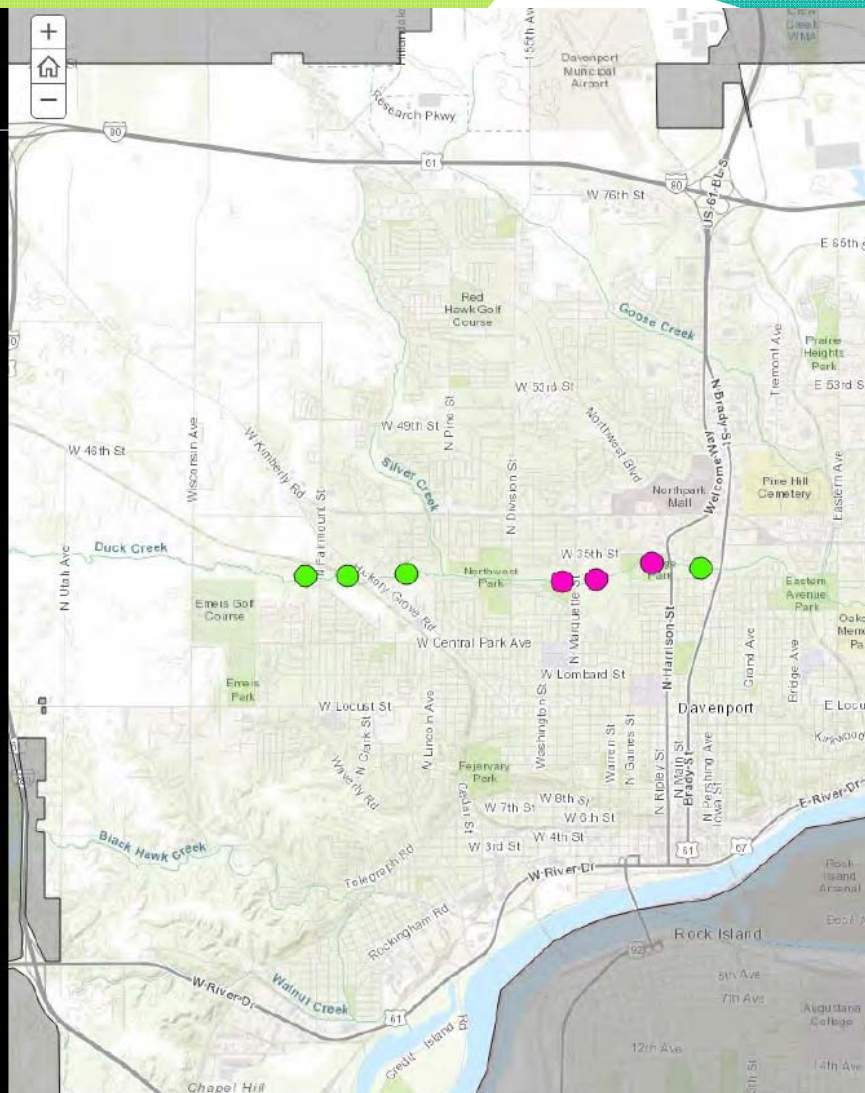 +
−
155th Ave
Crow
Creek
WMA
Davenport
Municipal
Airport
Research Pkwy
80
61
W 76th St
80
US-61-BL-S
E 65th
Red
Hawk Golf
Course
Goose Creek
Tremont Ave
Prairie
Heights
Park
W 53rd St
E 53rd S
N Brady St
Welcome Way
Northwest Blvd
N Pine St
W 49th St
Wisconsin Ave
W 46th St
W Kimberly Rd
Silver Creek
N Division St
Northpark
Mall
Pine Hill
Cemetery
Eastern Ave
N Fairmount St
Duck Creek
W 35th St
N Utah Ave
Hickory Grove Rd
Northwest
Park
Park
Eastern
Avenue
Park
Emeis Golf
Course
N Marquette St
N Harrison St
W Central Park Ave
Grand Ave
Bridge Ave
Emeis
Park
W Lombard St
W Locust St
Davenport
E Locu
N Clark St
N Lincoln Ave
Washington St
Warren St
N Gaines St
N Ripley St
N Main St
Brady St
N Pershing Ave
Iowa St
Waverly Rd
Fejervary
Park
Cedar St
W 8th St
W 7th St
W 6th St
W 4th St
W 3rd St
E River Dr
61
67
Black Hawk Creek
Telegraph Rd
W River Dr
Rock
Island
Arsenal
Rockingham Rd
Rock Island
92
5th Ave
7th Ave
W River Dr
Walnut Creek
61
Credit Island Rd
Augustana
College
12th Ave
14th Ave
Chapel Hill